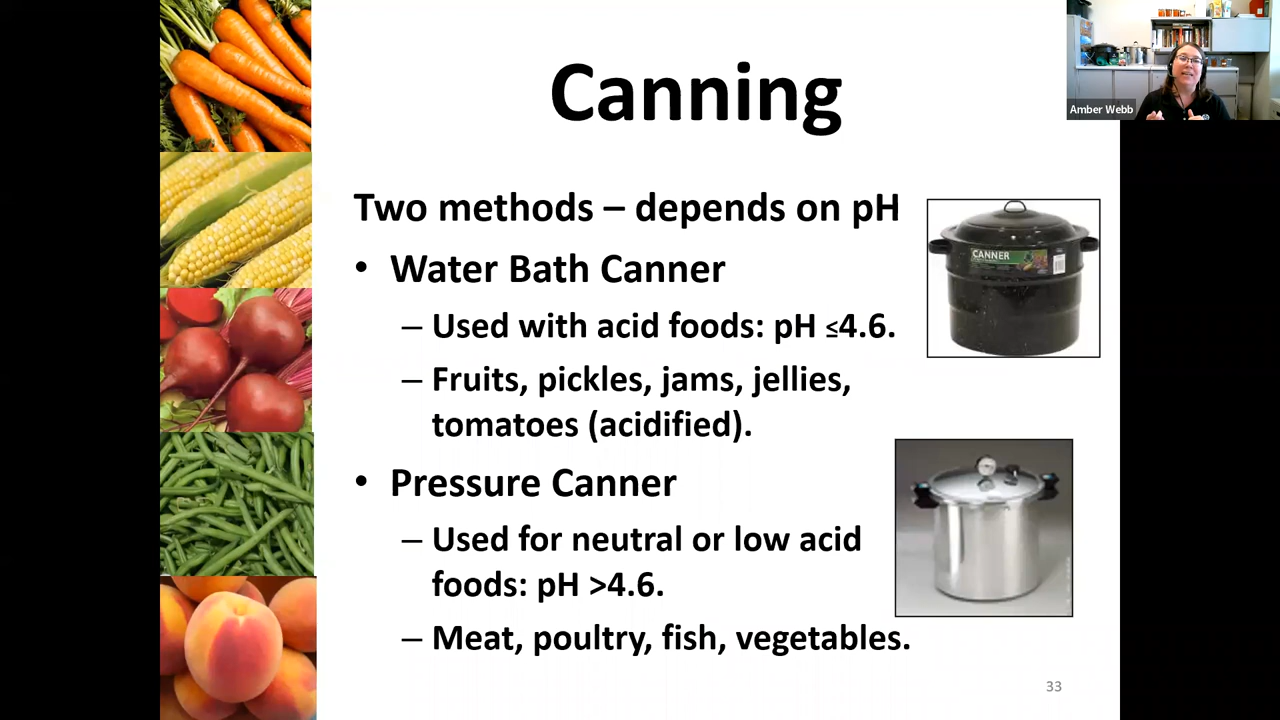 Canning
Amber Webb
Two methods – depends on pH
• Water Bath Canner
– Used with acid foods: pH ≤4.6.
– Fruits, pickles, jams, jellies,
tomatoes (acidified).
CANNER
• Pressure Canner
– Used for neutral or low acid
foods: pH >4.6.
– Meat, poultry, fish, vegetables.
33